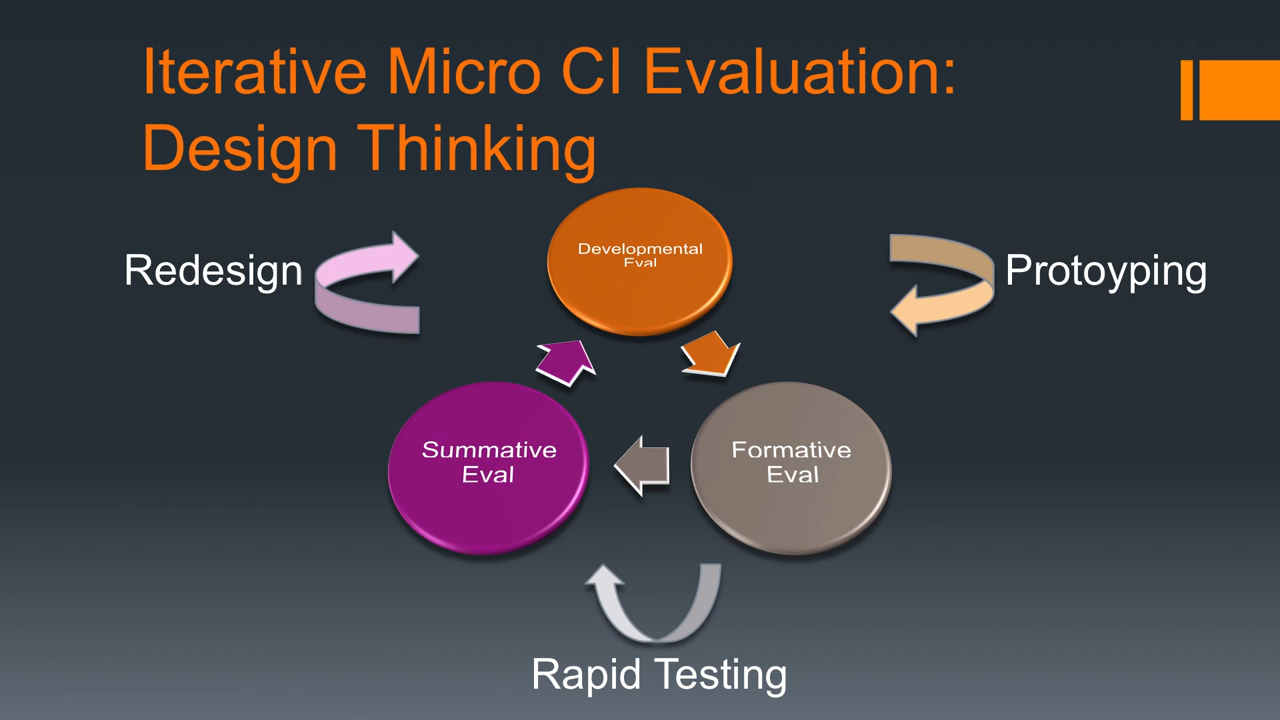 Iterative Micro CI Evaluation:
Design Thinking
Developmental
Eval
Redesign
Protoyping
Summative
Eval
Formative
Eval
Rapid Testing